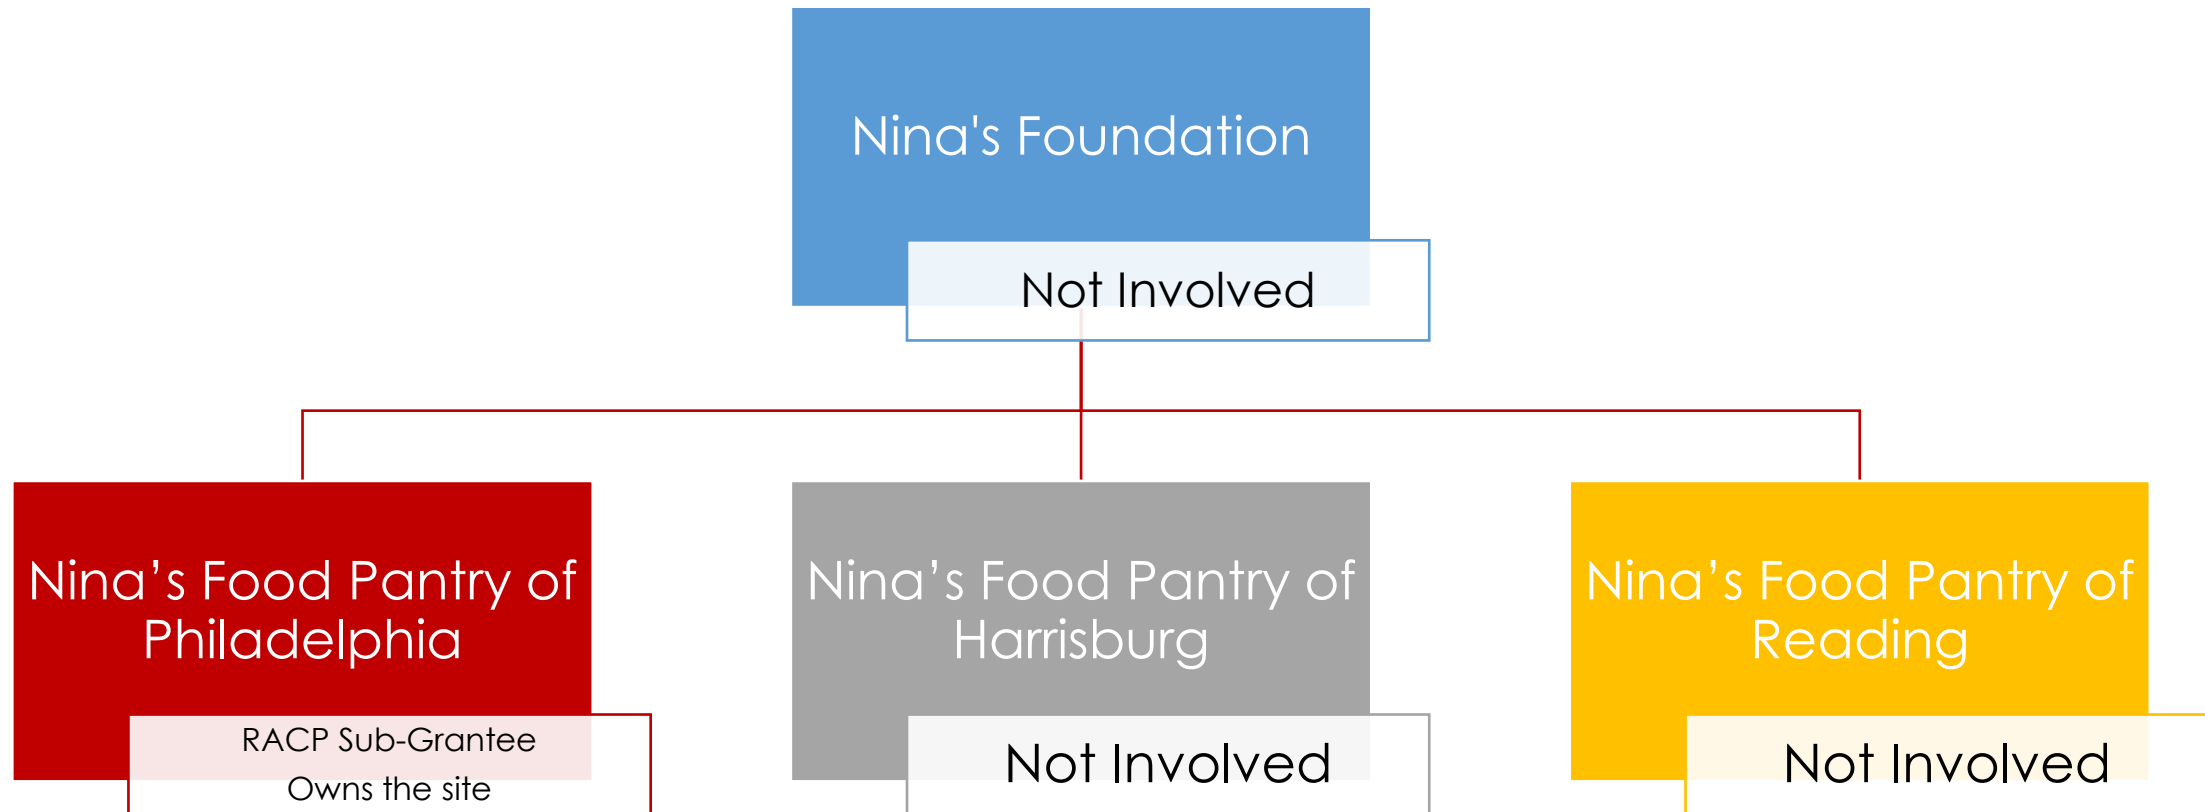 Nina's Foundation
Not Involved
Nina’s Food Pantry of
Philadelphia
RACP Sub-Grantee
Owns the site
Nina’s Food Pantry of
Harrisburg
Not Involved
Nina’s Food Pantry of
Reading
Not Involved